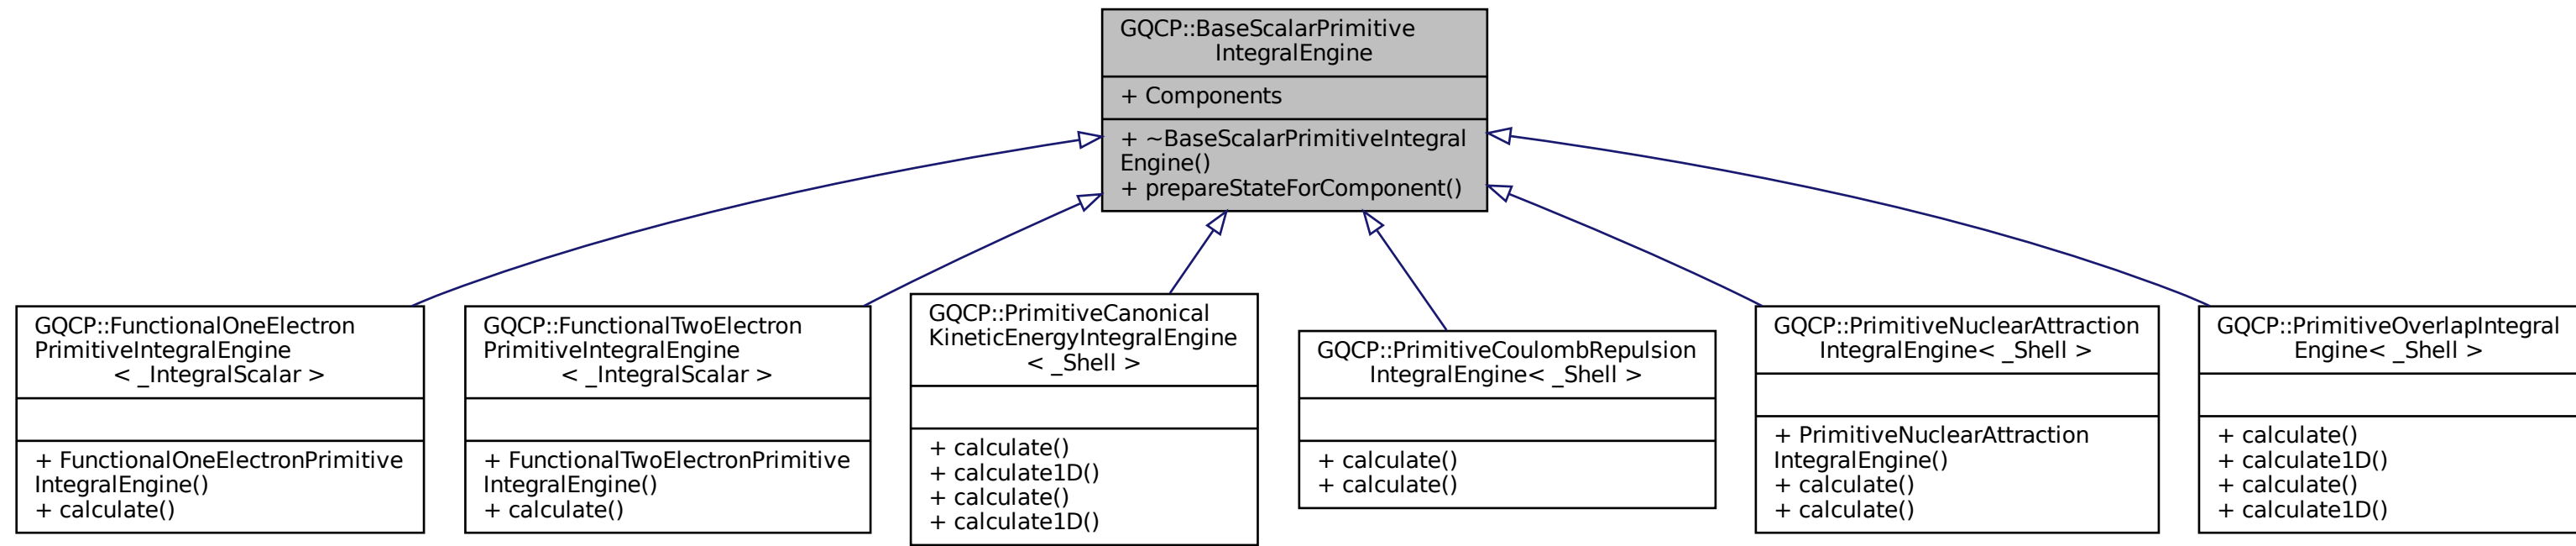 GQCP::BaseScalarPrimitive
IntegralEngine
+ Components
+ ~BaseScalarPrimitiveIntegral
Engine()
+ prepareStateForComponent()
GQCP::FunctionalOneElectron
PrimitiveIntegralEngine
< _IntegralScalar >
+ FunctionalOneElectronPrimitive
IntegralEngine()
+ calculate()
GQCP::FunctionalTwoElectron
PrimitiveIntegralEngine
< _IntegralScalar >
+ FunctionalTwoElectronPrimitive
IntegralEngine()
+ calculate()
GQCP::PrimitiveCanonical
KineticEnergyIntegralEngine
< _Shell >
+ calculate()
+ calculate1D()
+ calculate()
+ calculate1D()
GQCP::PrimitiveCoulombRepulsion
IntegralEngine< _Shell >
+ calculate()
+ calculate()
GQCP::PrimitiveNuclearAttraction
IntegralEngine< _Shell >
+ PrimitiveNuclearAttraction
IntegralEngine()
+ calculate()
+ calculate()
GQCP::PrimitiveOverlapIntegral
Engine< _Shell >
+ calculate()
+ calculate1D()
+ calculate()
+ calculate1D()